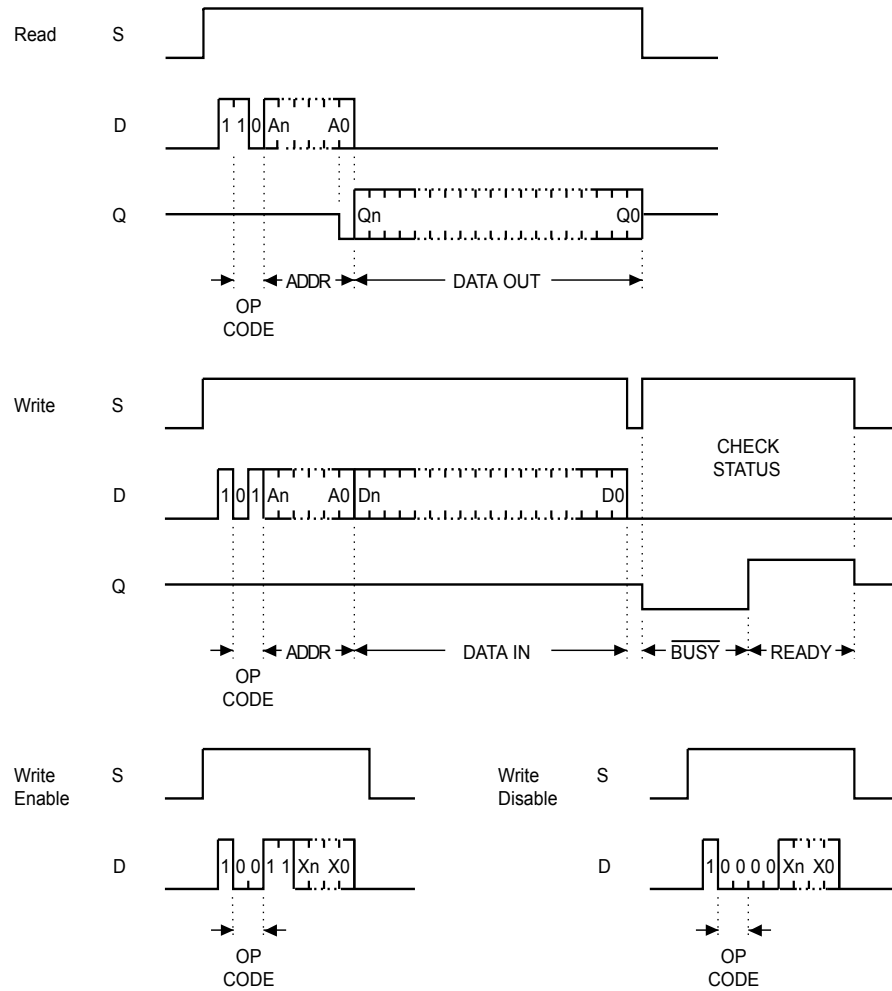 Read S
D 1 1 0 An A0
Q Qn Q0
ADDR DATA OUT
OP
CODE
Write S
CHECK
STATUS
D 1 0 1 An A0 Dn D0
Q
ADDR DATA IN BUSY READY
OP
CODE
Write
Enable
S
Write
Disable
S
D 1 0 0 1 1 Xn X0
D 1 0 0 0 0 Xn X0
OP
CODE
OP
CODE